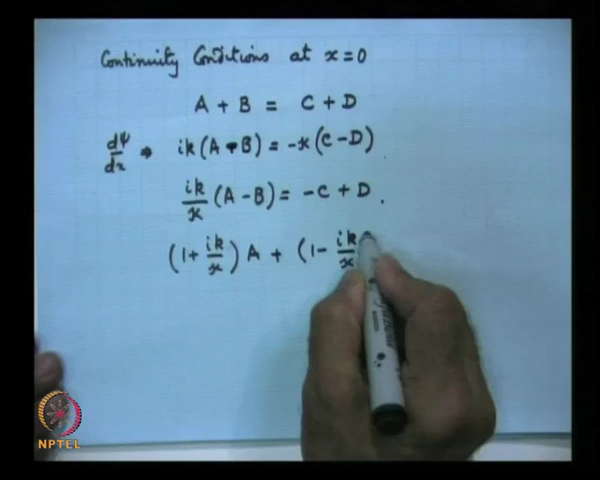 Continuity Conditions at x=0
A + B = C + D
dψ/dx ⇒ ik(A - B) = -κ(C - D)
ik/κ (A - B) = -C + D.
(1 + ik/κ) A + (1 - ik/κ
NPTEL